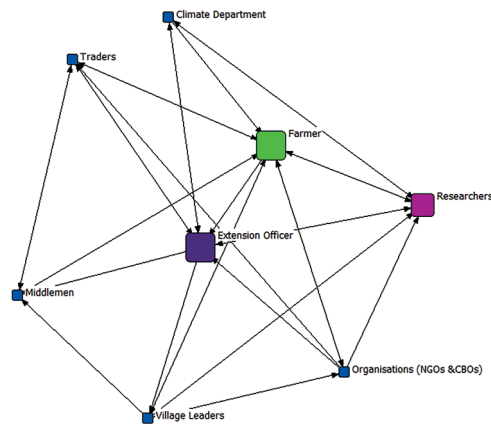 Climate Department
Traders
Farmer
Researchers
Extension Officer
Middlemen
Organisations (NGOs &CBOs)
Village Leaders